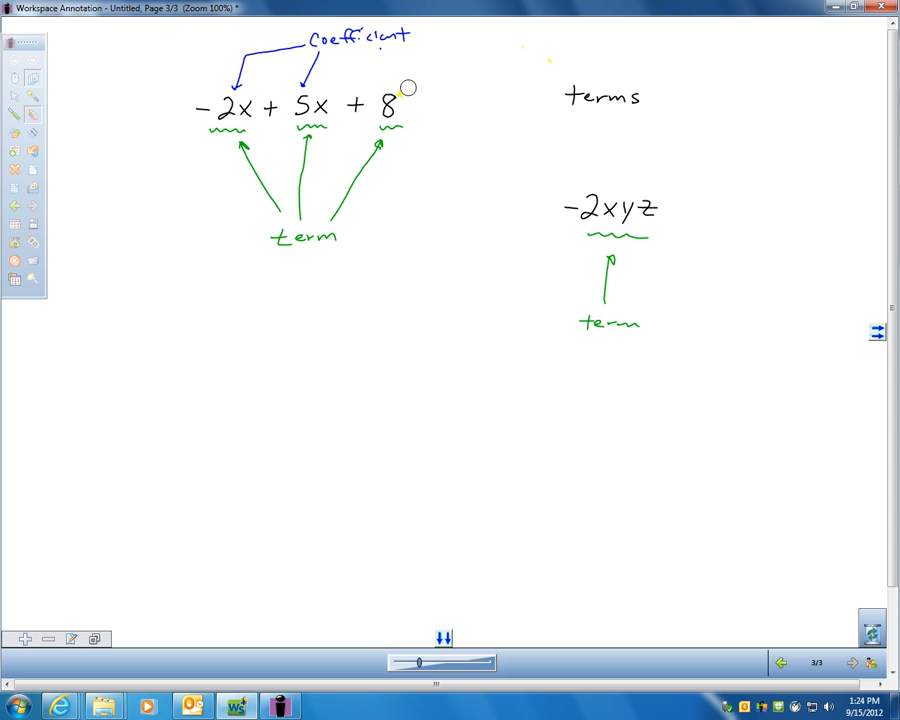 Workspace Annotation - Untitled, Page 3/3 (Zoom 100%) *
coefficient
-2x + 5x + 8
terms
term
-2xyz
term
3/3
1:24 PM
9/15/2012